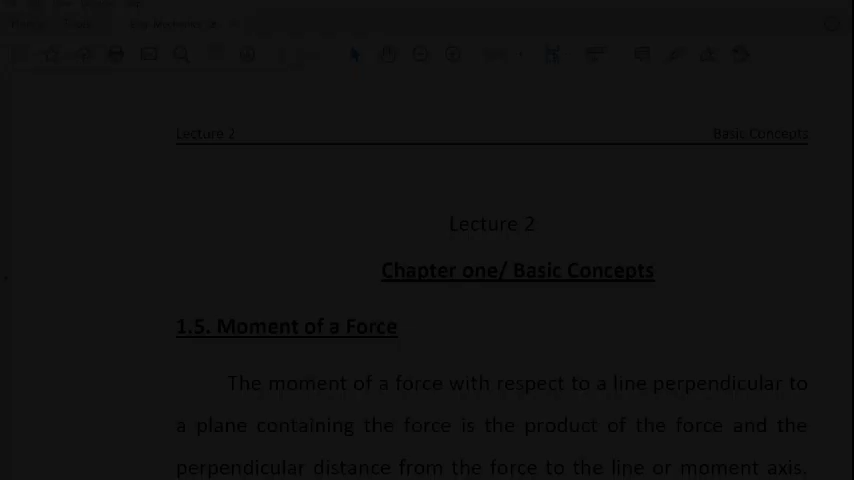 Lecture 2
Basic Concepts
Lecture 2
Chapter one/ Basic Concepts
1.5. Moment of a Force
The moment of a force with respect to a line perpendicular to
a plane containing the force is the product of the force and the
perpendicular distance from the force to the line or moment axis.